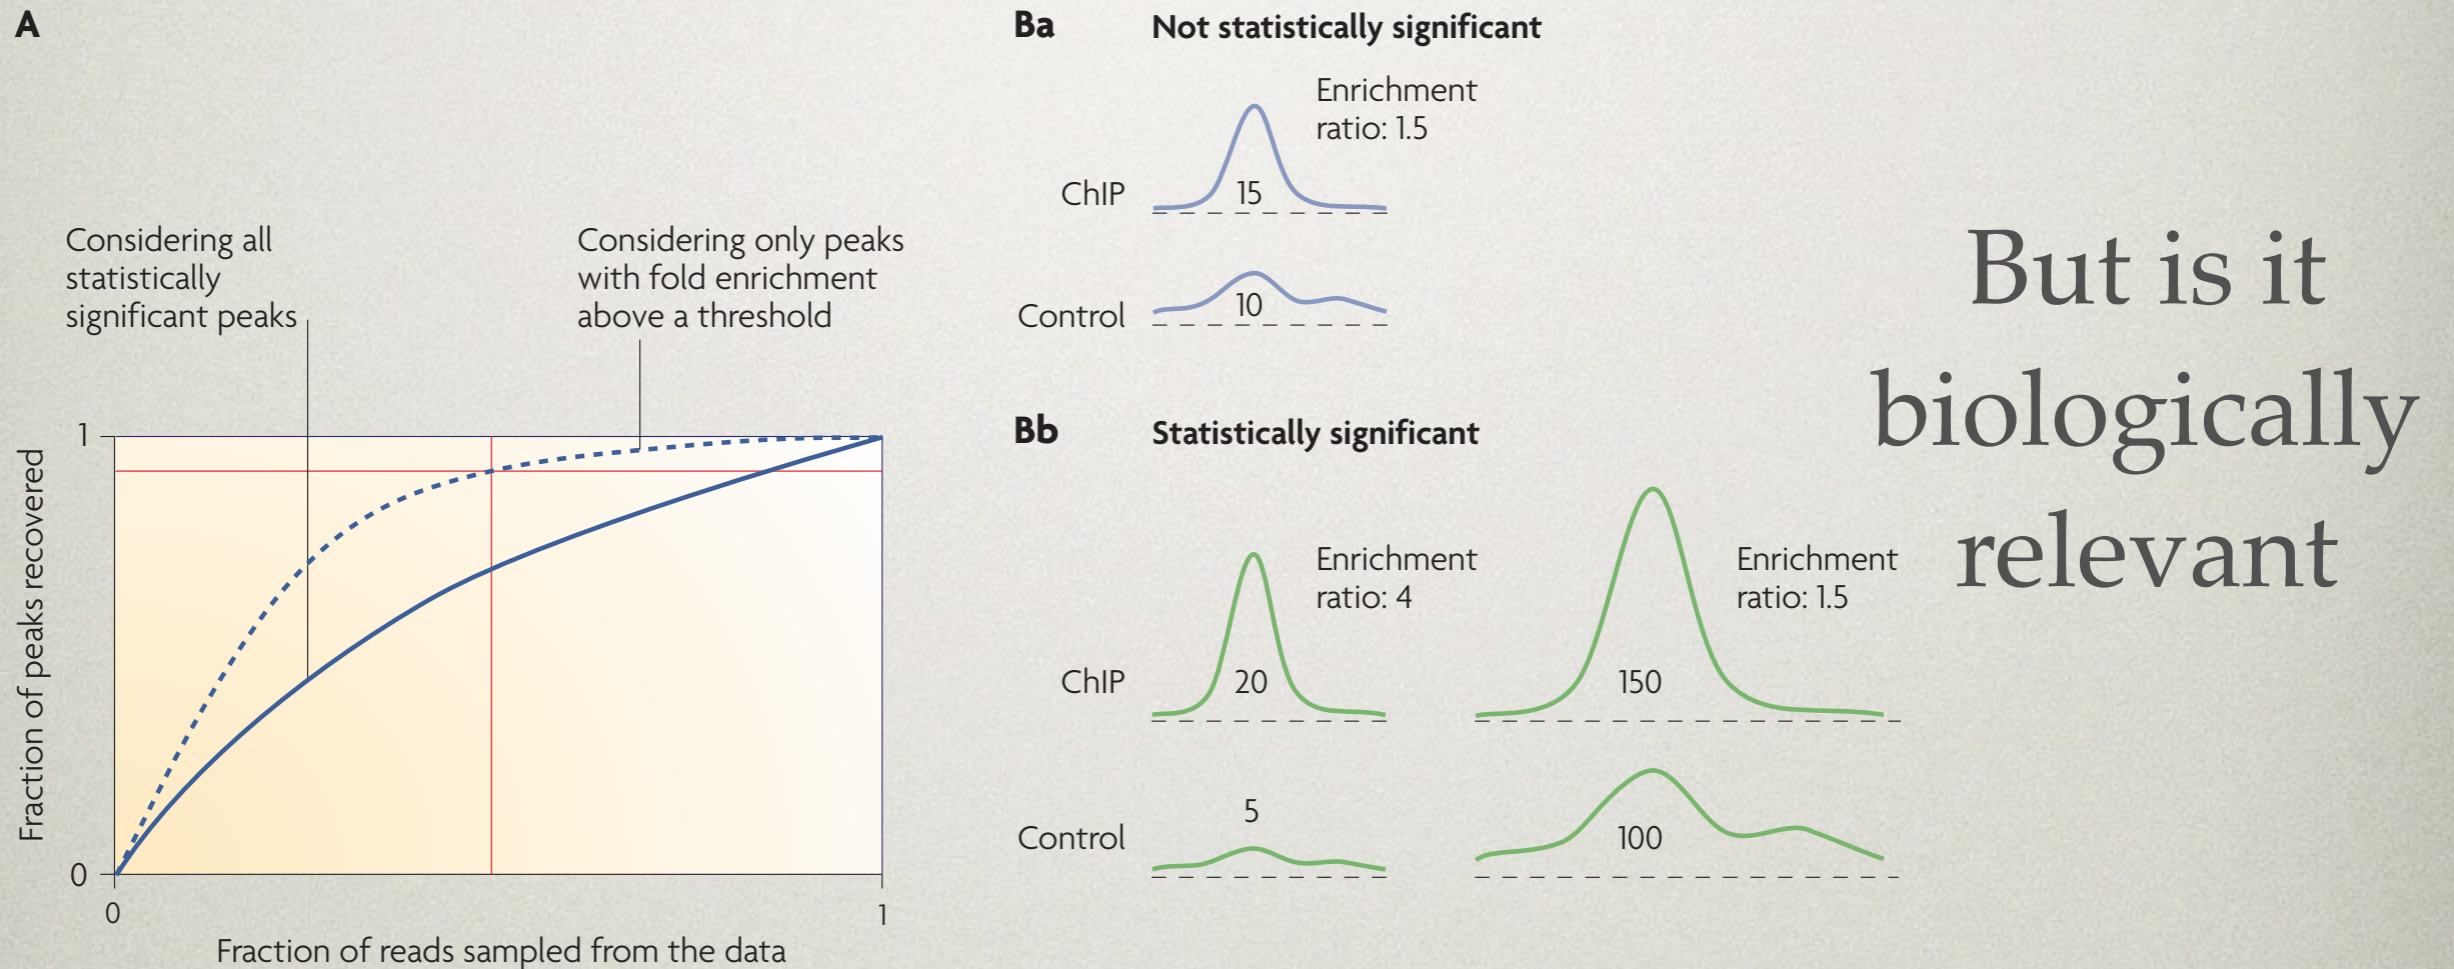 A
Considering all
statistically
significant peaks
Considering only peaks
with fold enrichment
above a threshold
1
Fraction of peaks recovered
0
0
1
Fraction of reads sampled from the data
Ba
Not statistically significant
Enrichment
ratio: 1.5
ChIP
15
Control
10
Bb
Statistically significant
Enrichment
ratio: 4
Enrichment
ratio: 1.5
ChIP
20
150
5
Control
100
But is it
biologically
relevant